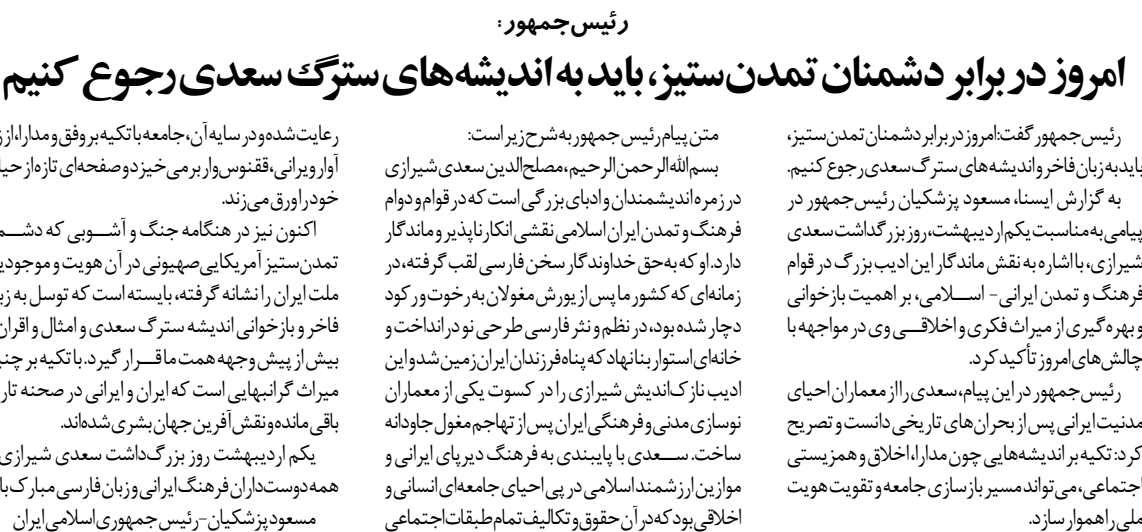 رئیس‌جمهور:
امروز در برابر دشمنان تمدن‌ستیز، باید به اندیشه‌های سترگ سعدی رجوع کنیم
رئیس‌جمهور گفت:امروز در برابر دشمنان تمدن‌ستیز،
باید به زبان فاخر و اندیشه های سترگ سعدی رجوع کنیم.
به گزارش ایسنا، مسعود پزشکیان رئیس‌جمهور در
پیامی به مناسبت یکم اردیبهشت، روز بزرگداشت سعدی
شیرازی، با اشاره به نقش ماندگار این ادیب بزرگ در قوام
فرهنگ و تمدن ایرانی- اسلامی، بر اهمیت بازخوانی
و بهره‌گیری از میراث فکری و اخلاقی وی در مواجهه با
چالش های امروز تأکید کرد.
رئیس‌جمهور در این پیام، سعدی را از معماران احیای
مدنیت ایرانی پس از بحران های تاریخی دانست و تصریح
کرد: تکیه بر اندیشه‌هایی چون مدارا، اخلاق و همزیستی
اجتماعی، می‌تواند مسیر بازسازی جامعه و تقویت هویت
ملی را هموار سازد.
متن پیام رئیس‌جمهور به شرح زیر است:
بسم‌الله الرحمن الرحیم، مصلح‌الدین سعدی شیرازی
در زمره اندیشمندان و ادبای بزرگی است که در قوام و دوام
فرهنگ و تمدن ایران اسلامی نقشی انکارناپذیر و ماندگار
دارد. او که به‌حق خداوندگار سخن فارسی لقب گرفته، در
زمانه‌ای که کشور ما پس از یورش مغولان به رخوت و رکود
دچار شده بود، در نظم و نثر فارسی طرحی نو در انداخت و
خانه‌ای استوار بنا نهاد که پناه فرزندان ایران‌زمین شد و این
ادیب نازک‌اندیش شیرازی را در کسوت یکی از معماران
نوسازی مدنی و فرهنگی ایران پس از تهاجم مغول جاودانه
ساخت. سعدی با پایبندی به فرهنگ دیرپای ایرانی و
موازین ارزشمند اسلامی در پی احیای جامعه‌ای انسانی و
اخلاقی بود که در آن حقوق و تکالیف تمام طبقات اجتماعی
رعایت شده و در سایه آن، جامعه با تکیه بر وفق و مدارا، از
آوار ویرانی، ققنوس‌وار بر می خیزد و صفحه‌ای تازه از
خود را ورق می‌زند.
اکنون نیز در هنگامه جنگ و آشوبی که
تمدن‌ستیز آمریکایی صهیونی در آن هویت و
ملت ایران را نشانه گرفته، بایسته است که توسل به
فاخر و بازخوانی اندیشه سترگ سعدی و امثال و اقران
بیش از پیش وجهه همت ما قرار گیرد. با تکیه بر
میراث گرانبهایی است که ایران و ایرانی در صحنه
باقی مانده و نقش‌آفرین جهان بشری شده‌اند.
یکم اردیبهشت روز بزرگ‌داشت سعدی شیرازی
همه دوست‌داران فرهنگ ایرانی و زبان فارسی مبارک
مسعود پزشکیان-رئیس جمهوری اسلامی ایران